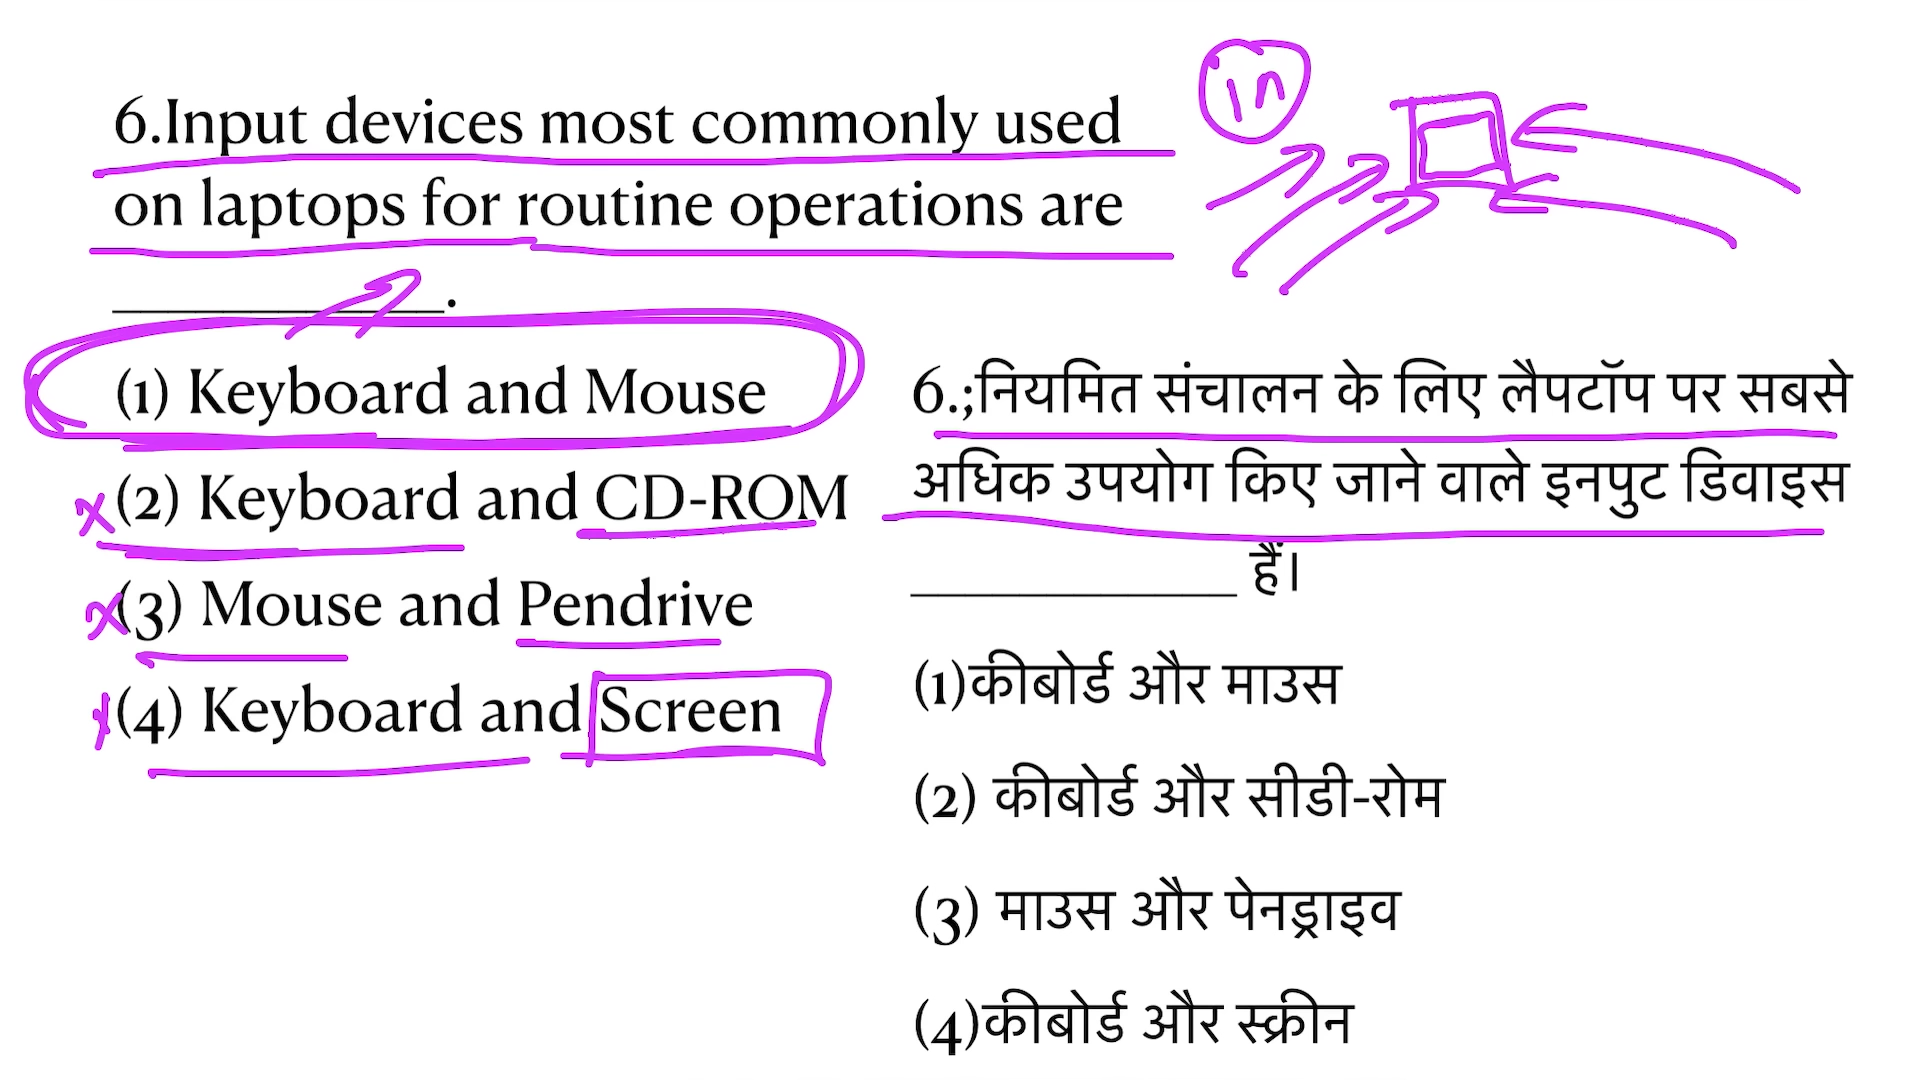 6.Input devices most commonly used
on laptops for routine operations are
____________.
(1) Keyboard and Mouse
(2) Keyboard and CD-ROM
(3) Mouse and Pendrive
(4) Keyboard and Screen
in
6.;नियमित संचालन के लिए लैपटॉप पर सबसे
अधिक उपयोग किए जाने वाले इनपुट डिवाइस
____________ हैं।
(1)कीबोर्ड और माउस
(2) कीबोर्ड और सीडी-रोम
(3) माउस और पेनड्राइव
(4)कीबोर्ड और स्क्रीन